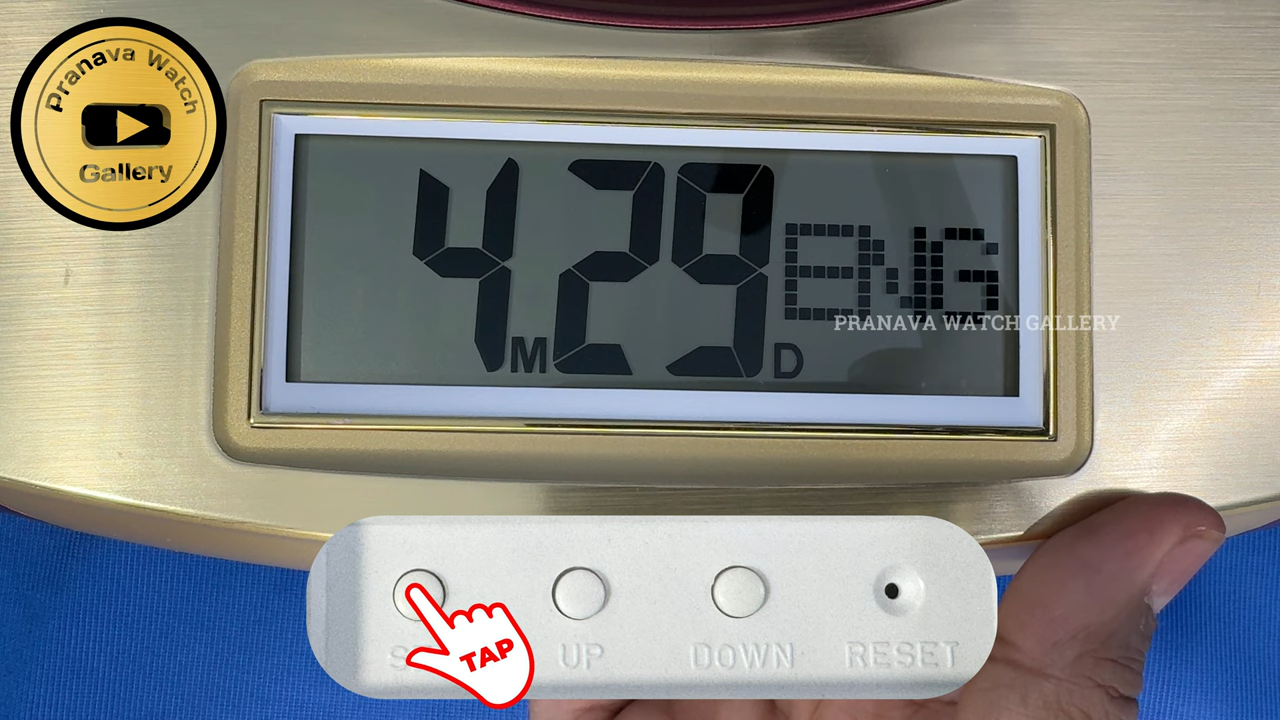 Pranava Watch
Gallery
4 M 29 D ENG
PRANAVA WATCH GALLERY
TAP
UP
DOWN
RESET